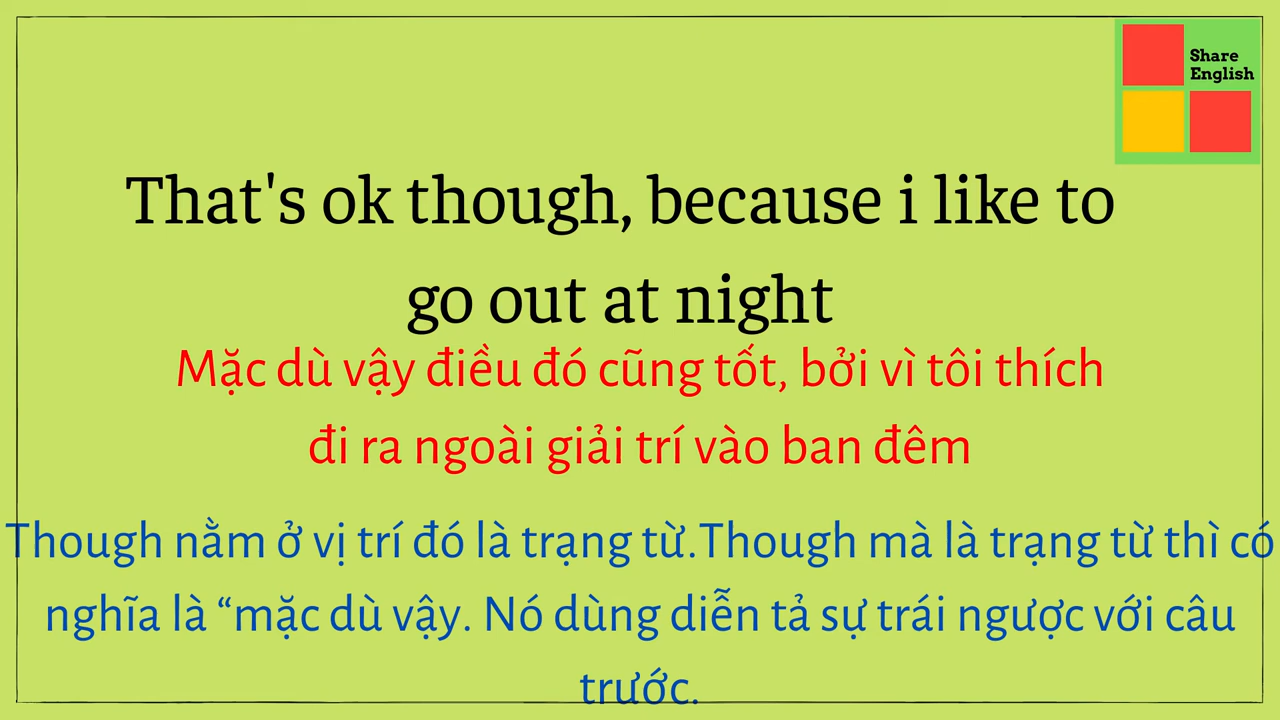 Share
English
That's ok though, because i like to
go out at night
Mặc dù vậy điều đó cũng tốt, bởi vì tôi thích
đi ra ngoài giải trí vào ban đêm
Though nằm ở vị trí đó là trạng từ.Though mà là trạng từ thì có
nghĩa là “mặc dù vậy. Nó dùng diễn tả sự trái ngược với câu
trước.